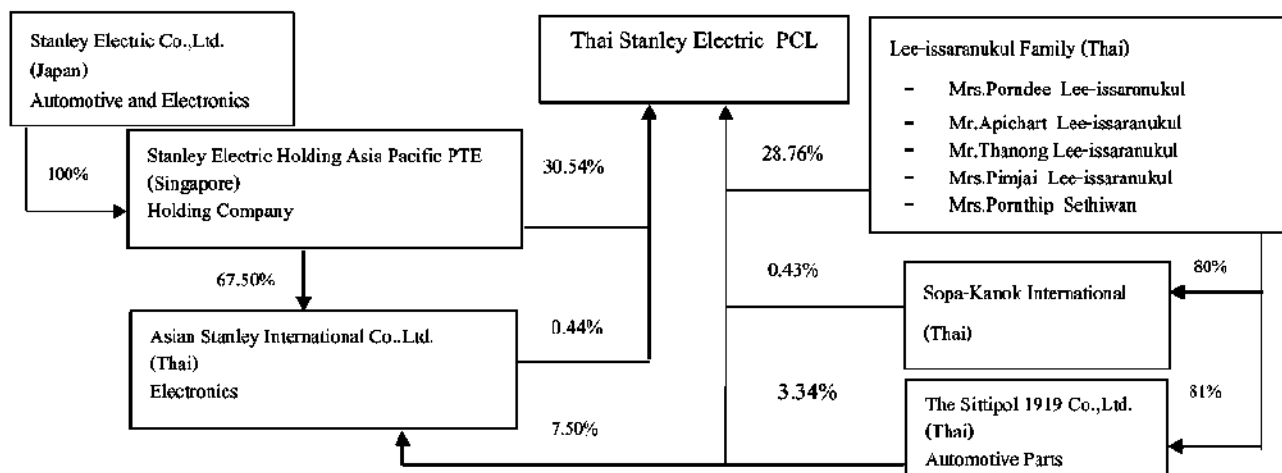 Stanley Electric Co.,Ltd.
(Japan)
Automotive and Electronics
Thai Stanley Electric PCL
Lee-issaranukul Family (Thai)
- Mrs.Porndee Lee-issaranukul
- Mr.Apichart Lee-issaranukul
- Mr.Thanong Lee-issaranukul
- Mrs.Pimjai Lee-issaranukul
- Mrs.Pornthip Sethiwan
100%
Stanley Electric Holding Asia Pacific PTE
(Singapore)
Holding Company
30.54%
28.76%
67.50%
0.43%
80%
Sopa-Kanok International
(Thai)
Asian Stanley International Co..Ltd.
(Thai)
Electronics
0.44%
3.34%
81%
The Sittipol 1919 Co.,Ltd.
(Thai)
Automotive Parts
7.50%